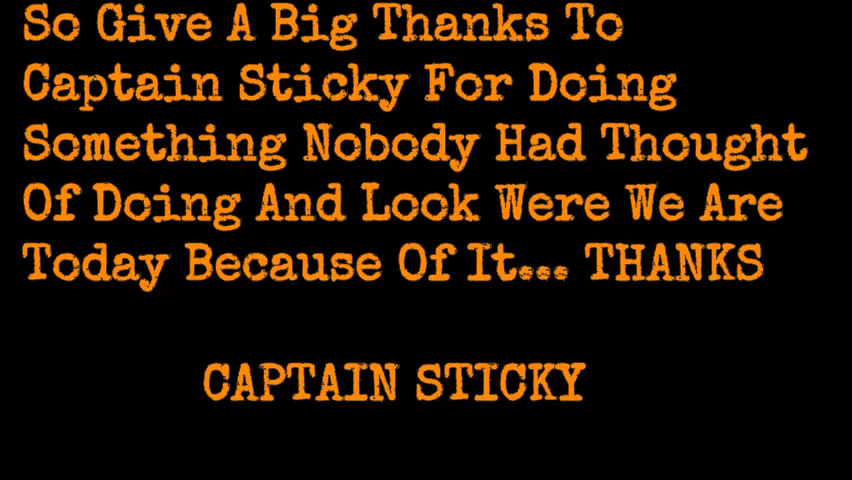 So Give A Big Thanks To
Captain Sticky For Doing
Something Nobody Had Thought
Of Doing And Look Were We Are
Today Because Of It... THANKS
CAPTAIN STICKY